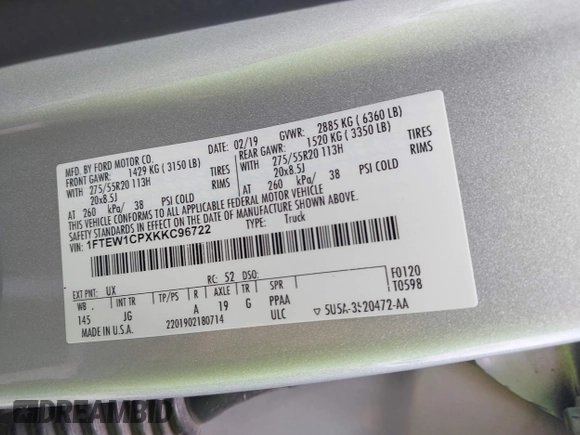 MFD. BY FORD MOTOR CO.
DATE: 02/19 GVWR: 2885 KG ( 6360 LB)
FRONT GAWR: 1429 KG ( 3150 LB) REAR GAWR: 1520 KG ( 3350 LB)
WITH 275/55R20 113H TIRES WITH 275/55R20 113H TIRES
20x8.5J RIMS 20x8.5J RIMS
AT 260 kPa/ 38 PSI COLD AT 260 kPa/ 38 PSI COLD
THIS VEHICLE CONFORMS TO ALL APPLICABLE FEDERAL MOTOR VEHICLE
SAFETY STANDARDS IN EFFECT ON THE DATE OF MANUFACTURE SHOWN ABOVE.
VIN: 1FTEW1CPXKKC96722 TYPE: Truck
EXT PNT: UX RC: 52 DSO:
WB INT TR TP/PS R AXLE TR SPR F0120
145 JG A 19 G PPAA T0598
MADE IN U.S.A. ULC
2201902180714 5U5A-3520472-AA
DREAMBID